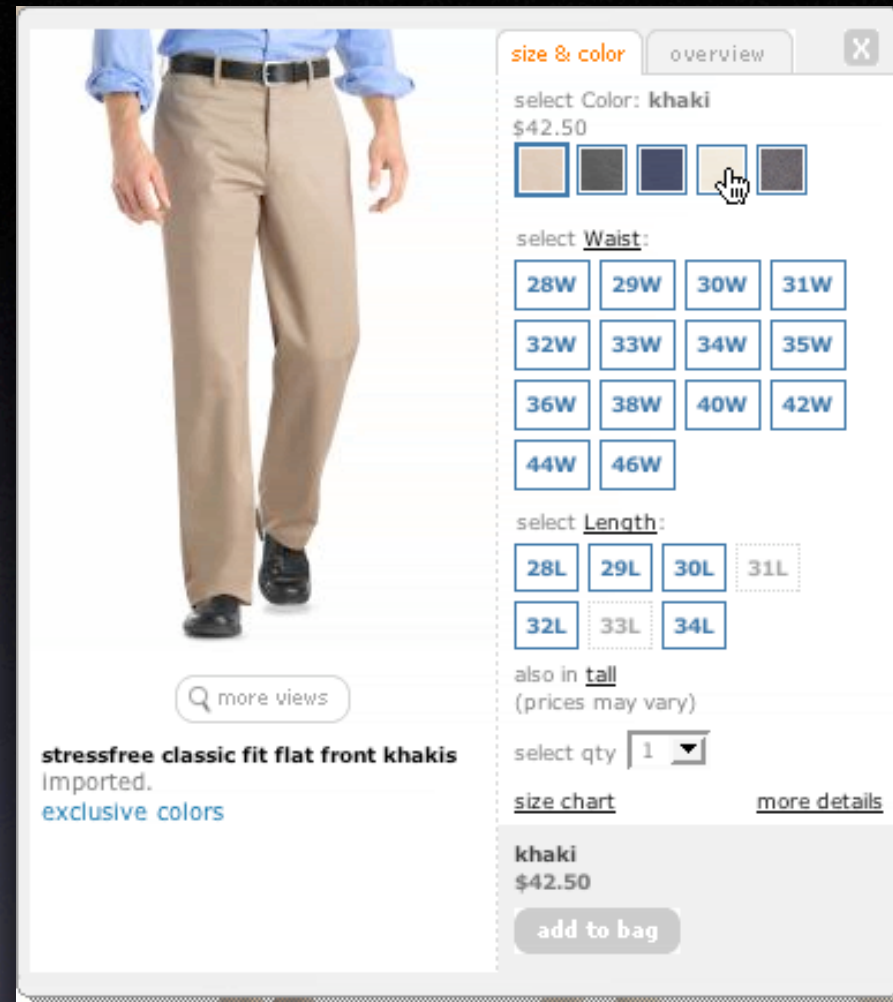 size & color
overview
X
select Color: khaki
$42.50
select Waist:
28W 29W 30W 31W
32W 33W 34W 35W
36W 38W 40W 42W
44W 46W
select Length:
28L 29L 30L 31L
32L 33L 34L
also in tall
(prices may vary)
select qty 1
size chart more details
khaki
$42.50
add to bag
more views
stressfree classic fit flat front khakis
imported.
exclusive colors